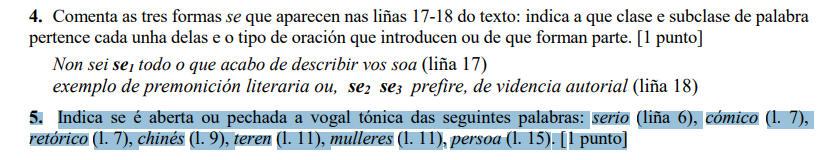 4. Comenta as tres formas se que aparecen nas liñas 17-18 do texto: indica a que clase e subclase de palabra
pertence cada unha delas e o tipo de oración que introducen ou de que forman parte. [1 punto]
Non sei se₁ todo o que acabo de describir vos soa (liña 17)
exemplo de premonición literaria ou, se₂ se₃ prefire, de videncia autorial (liña 18)
5. Indica se é aberta ou pechada a vogal tónica das seguintes palabras: serio (liña 6), cómico (l. 7),
retórico (l. 7), chinés (l. 9), teren (l. 11), mulleres (l. 11), persoa (l. 15). [1 punto]